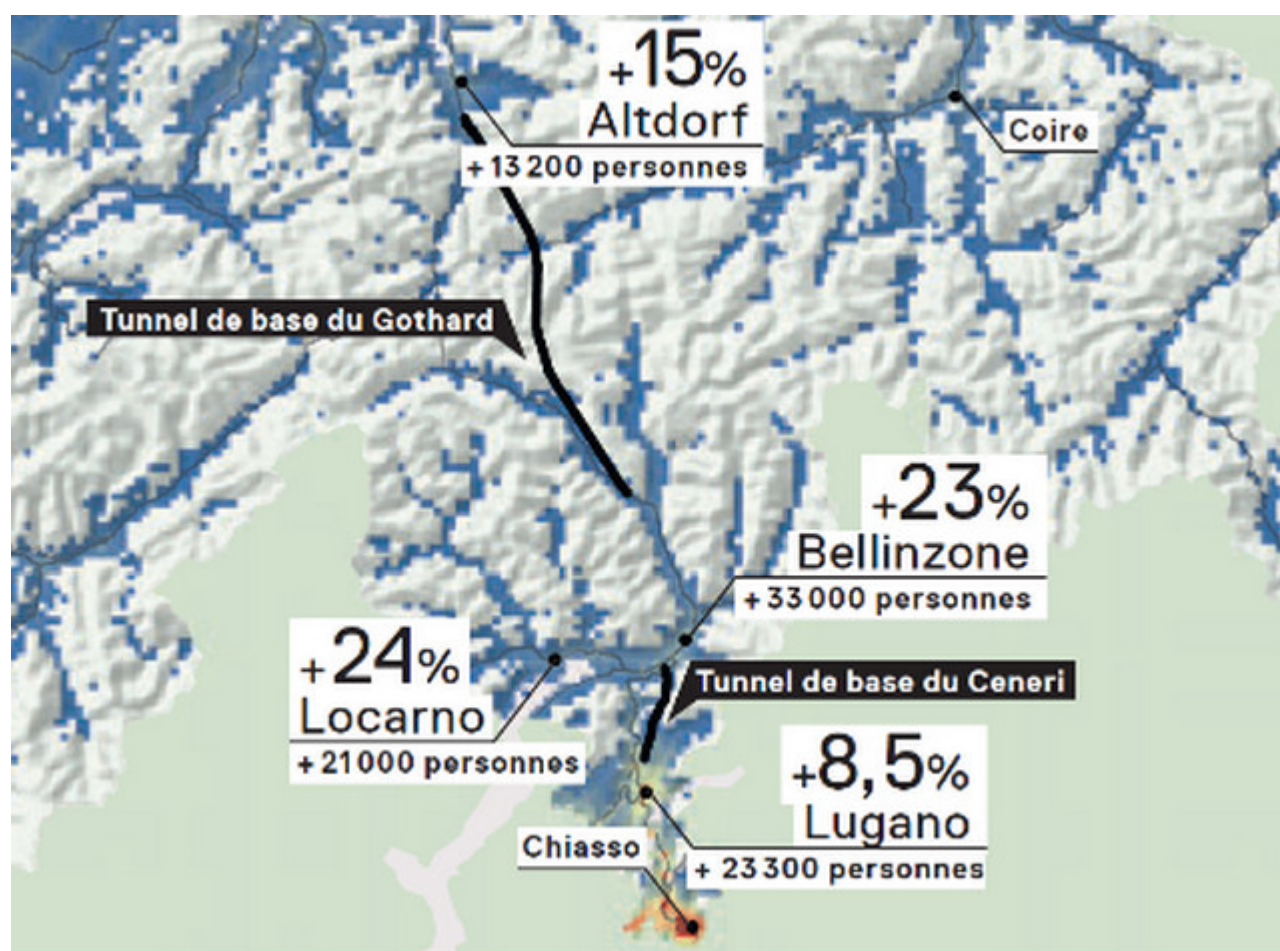 +15%
Altdorf
+ 13 200 personnes
Coire
Tunnel de base du Gothard
+23%
Bellinzone
+ 33 000 personnes
+24%
Locarno
+ 21 000 personnes
Tunnel de base du Ceneri
+8,5%
Lugano
+ 23 300 personnes
Chiasso